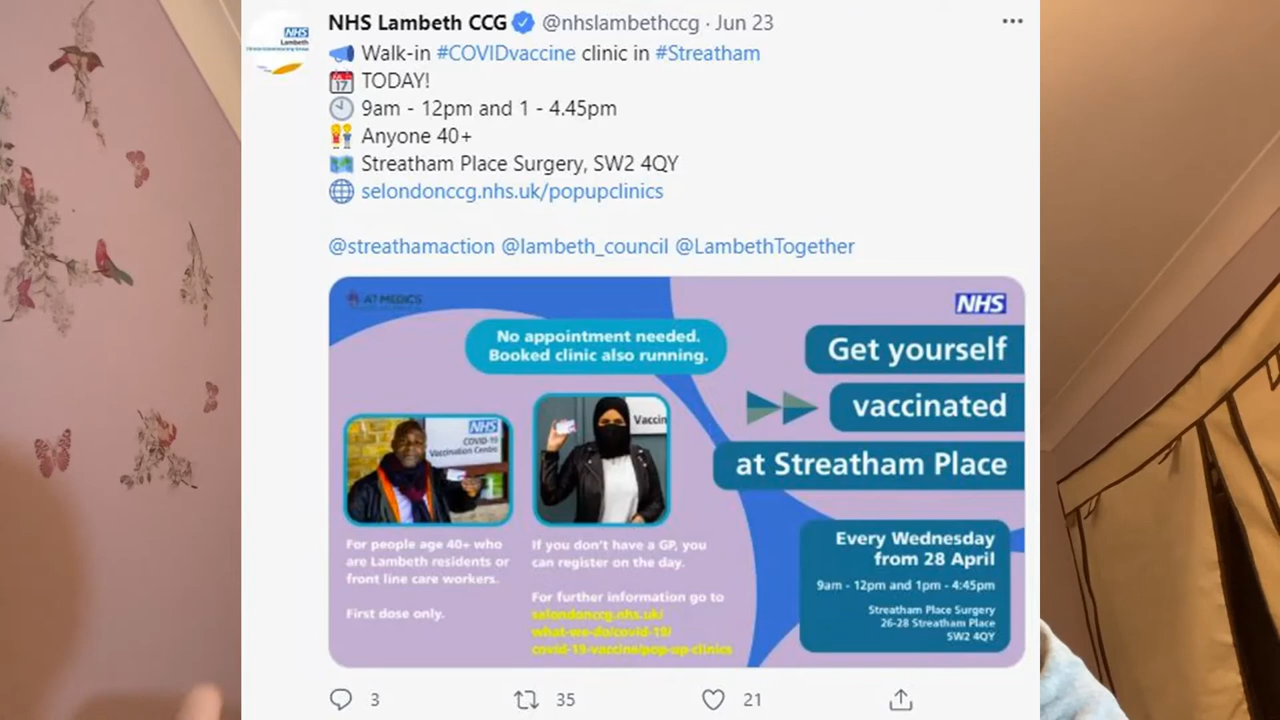 NHS Lambeth CCG @nhslambethccg · Jun 23
NHS
Lambeth
Walk-in #COVIDvaccine clinic in #Streatham
17
TODAY!
9am - 12pm and 1 - 4.45pm
Anyone 40+
Streatham Place Surgery, SW2 4QY
selondonccg.nhs.uk/popupclinics
@streathamaction @lambeth_council @LambethTogether
AT MEDICS
NHS
No appointment needed.
Booked clinic also running.
Get yourself
vaccinated
at Streatham Place
NHS
COVID-19
Vaccination Centre
Vaccin
For people age 40+ who
are Lambeth residents or
front line care workers.
First dose only.
If you don't have a GP, you
can register on the day.
For further information go to
selondonccg.nhs.uk/
what-we-do/covid-19/
covid-19-vaccine/pop-up-clinics
Every Wednesday
from 28 April
9am - 12pm and 1pm - 4:45pm
Streatham Place Surgery
26-28 Streatham Place
SW2 4QY
3 35 21